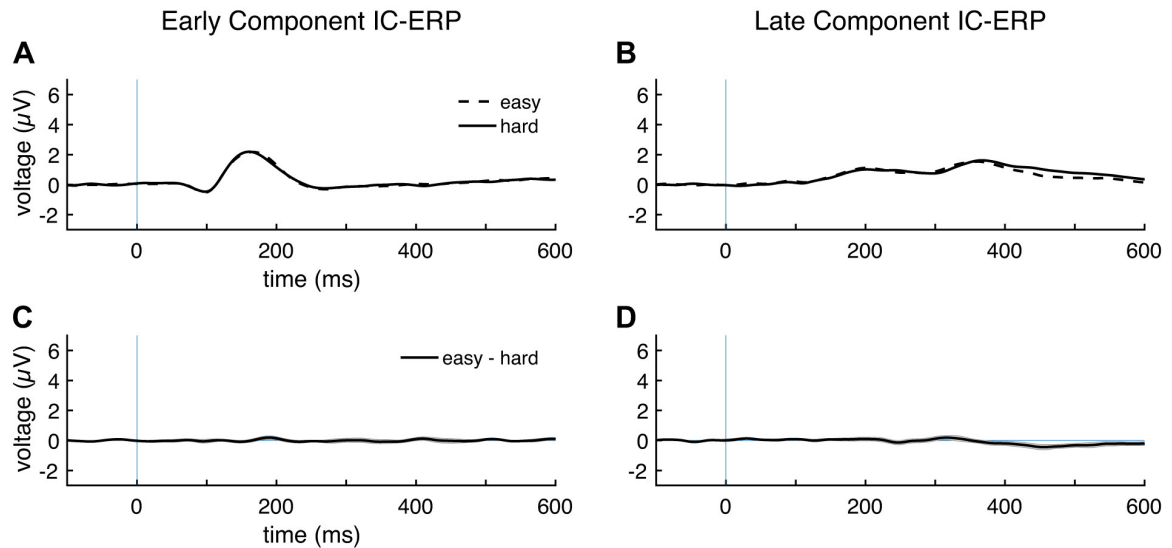 Early Component IC-ERP
Late Component IC-ERP
A
B
6
4
2
0
-2
voltage (μV)
easy
hard
0
200
400
600
time (ms)
6
4
2
0
-2
0
200
400
600
C
D
6
4
2
0
-2
voltage (μV)
easy - hard
0
200
400
600
time (ms)
6
4
2
0
-2
0
200
400
600